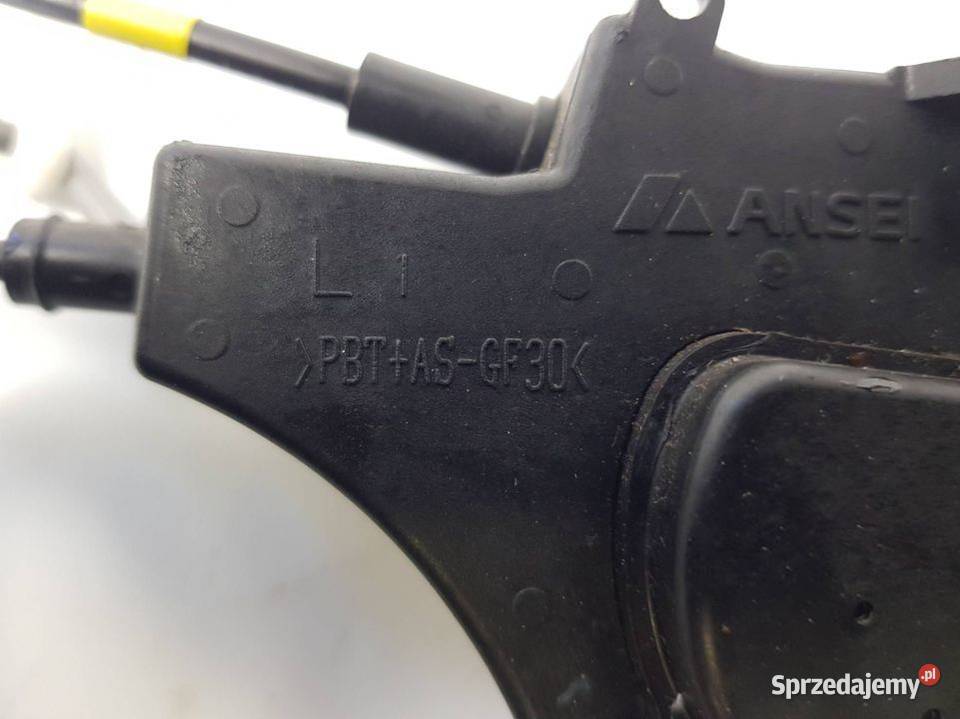 ANSEI
L 1
>PBT+AS-GF30<
Sprzedajemy.pl